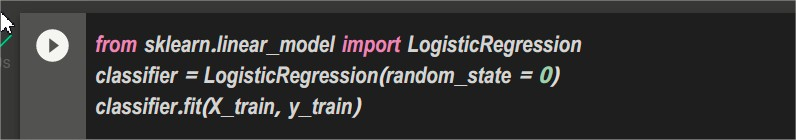 from sklearn.linear_model import LogisticRegression
classifier = LogisticRegression(random_state = 0)
classifier.fit(X_train, y_train)